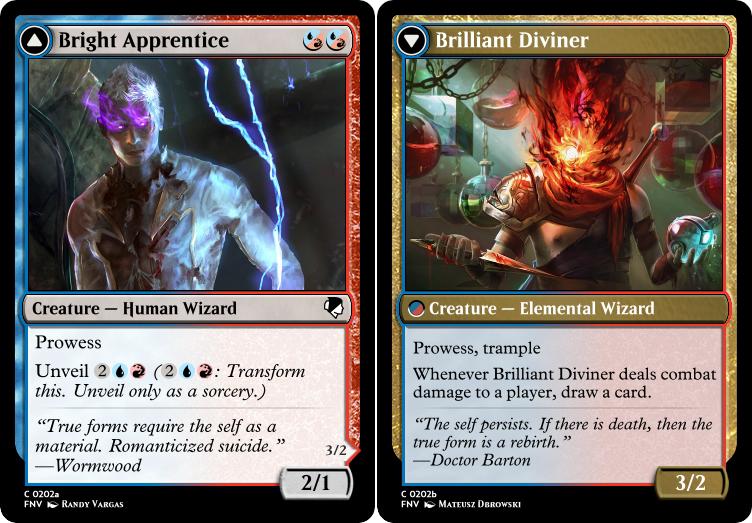 Bright Apprentice
Creature — Human Wizard
Prowess
Unveil 2 (2: Transform
this. Unveil only as a sorcery.)
“True forms require the self as a
material. Romanticized suicide.”
—Wormwood
3/2
2/1
C 0202a
FNV RANDY VARGAS
Brilliant Diviner
Creature — Elemental Wizard
Prowess, trample
Whenever Brilliant Diviner deals combat
damage to a player, draw a card.
“The self persists. If there is death, then the
true form is a rebirth.”
—Doctor Barton
3/2
C 0202b
FNV MATEUSZ DBROWSKI